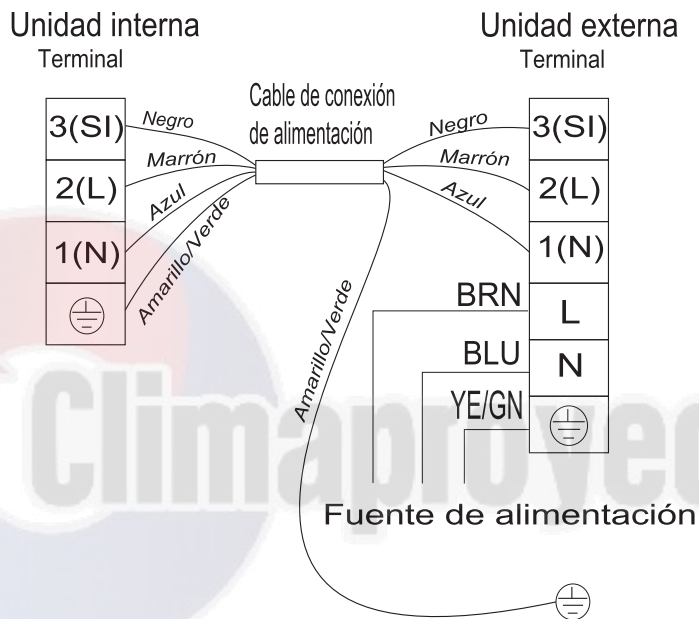 Unidad interna
Terminal
Unidad externa
Terminal
Cable de conexión
de alimentación
3(SI)
Negro
Negro
3(SI)
2(L)
Marrón
Marrón
2(L)
1(N)
Azul
Azul
1(N)
Amarillo/Verde
Amarillo/Verde
BRN
L
BLU
N
YE/GN
Climaproyec
Fuente de alimentación